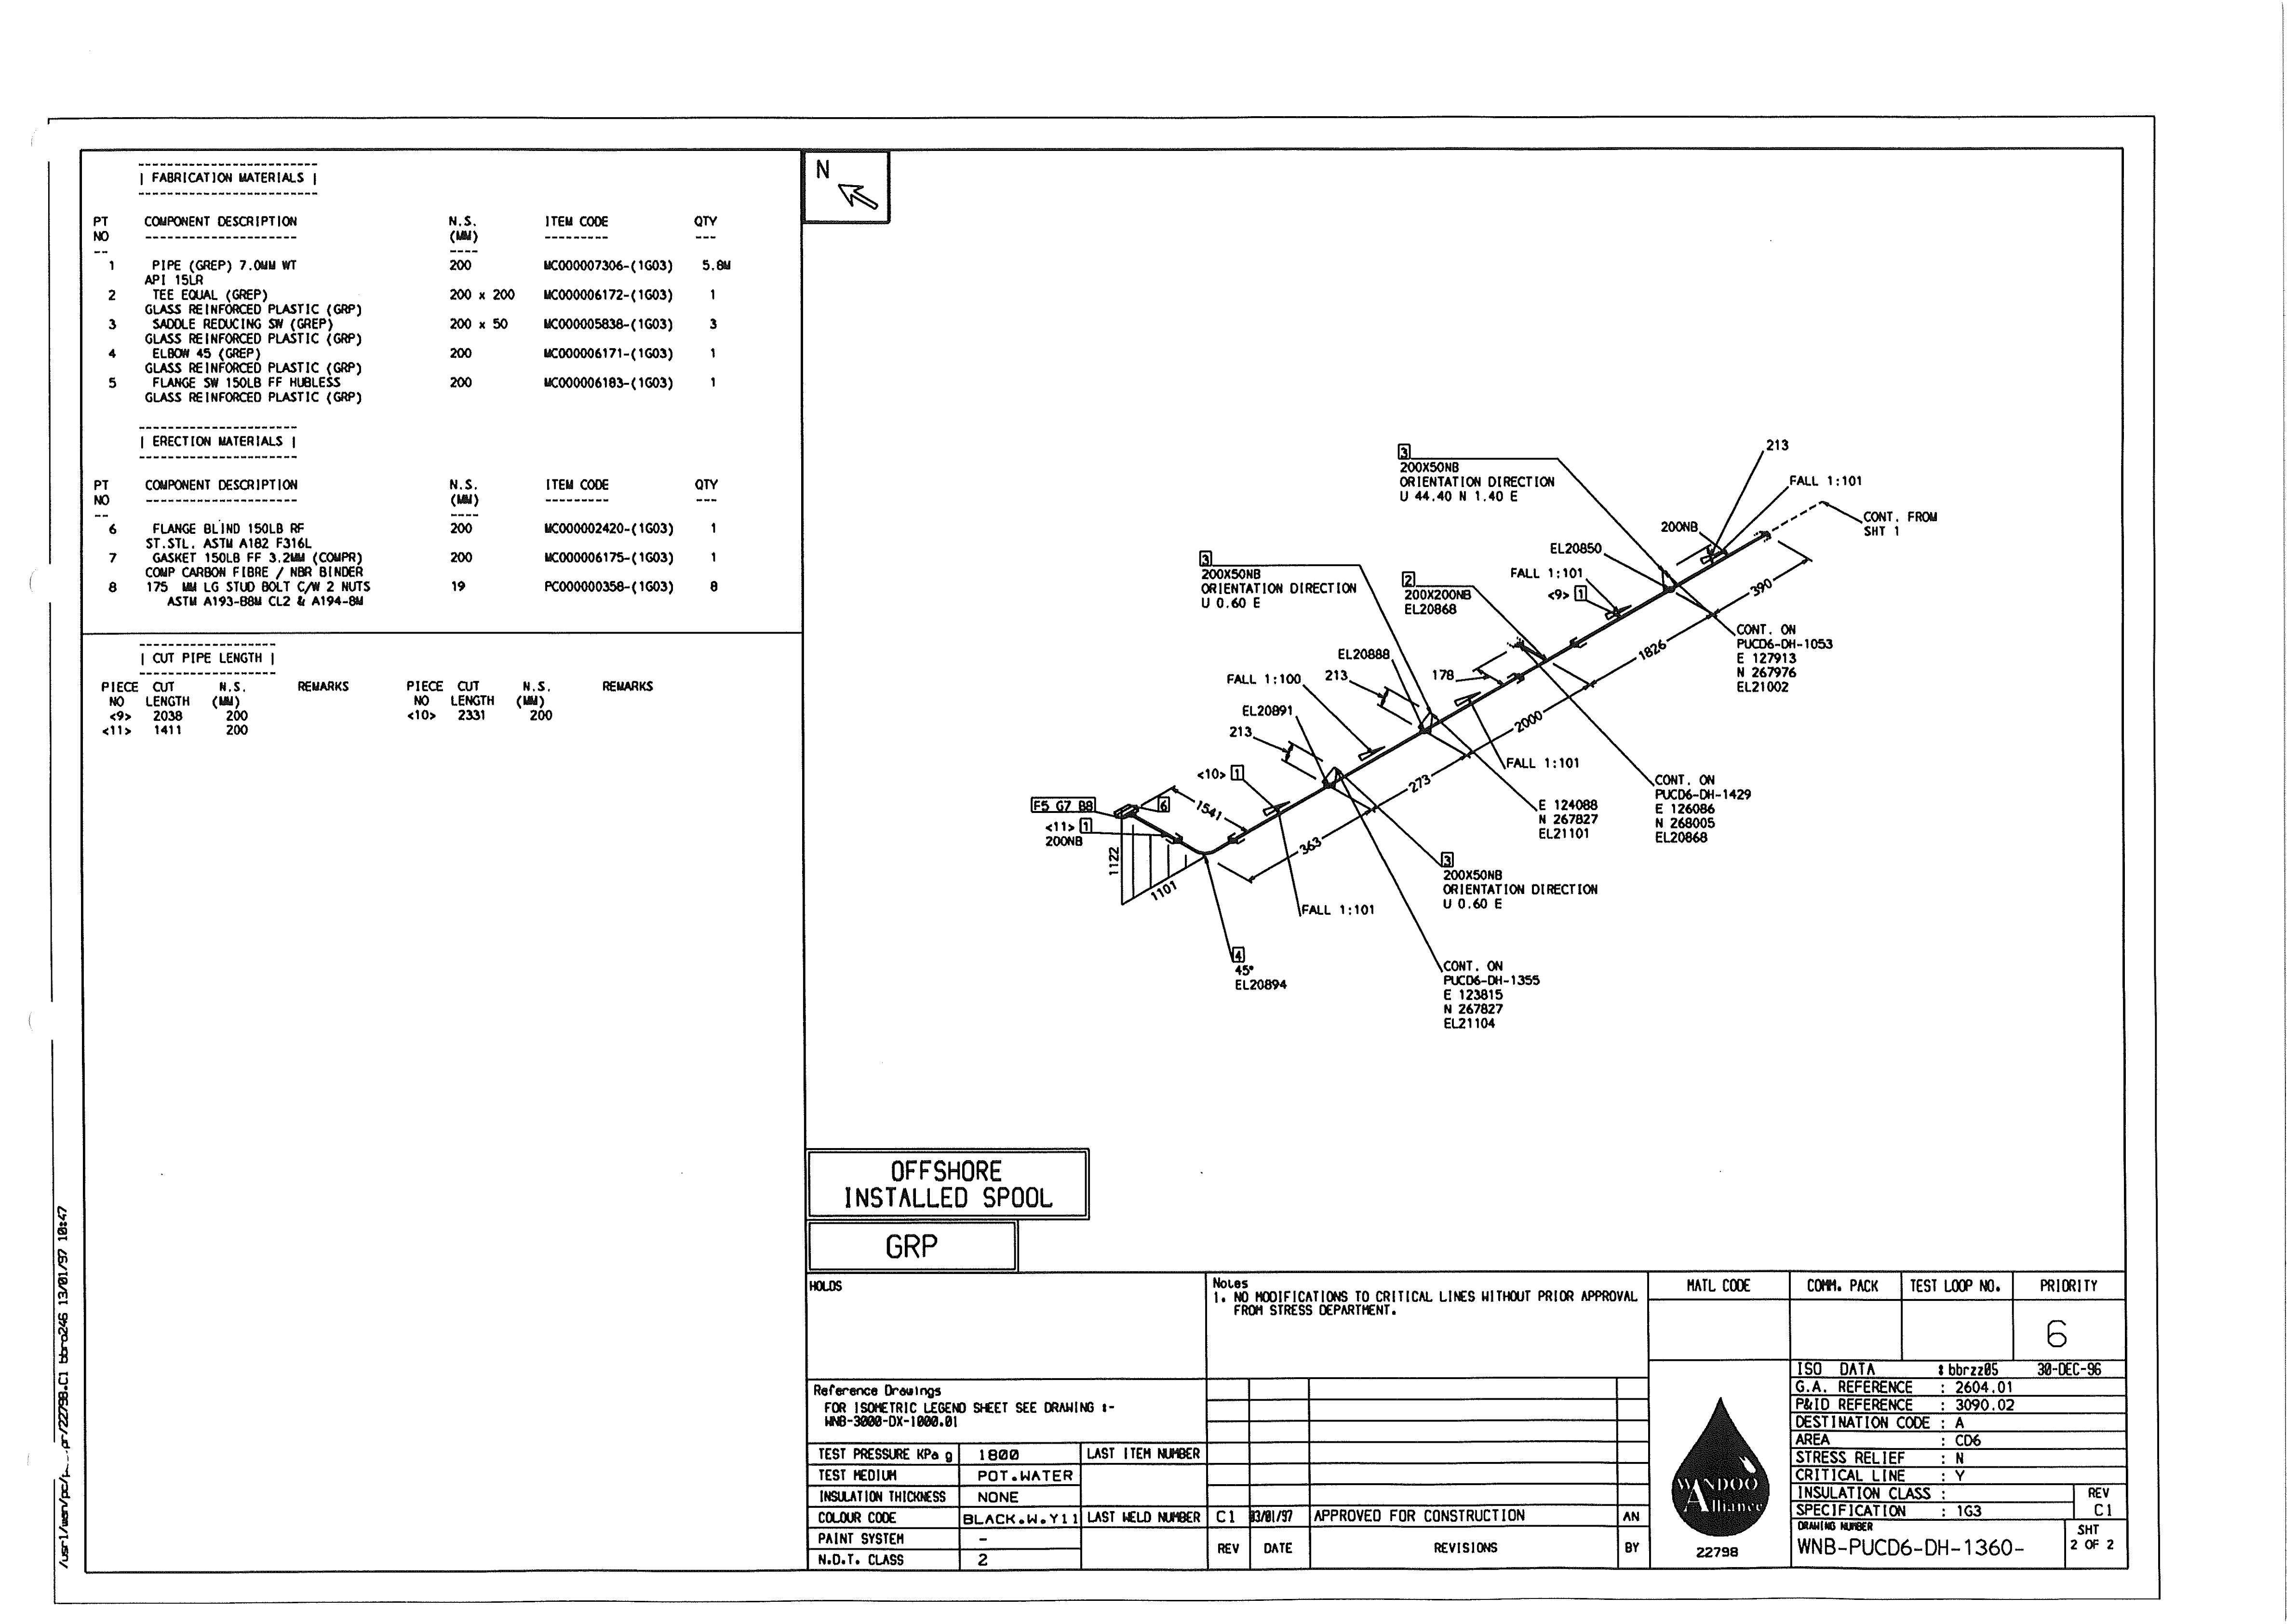 | FABRICATION MATERIALS |
PT NO COMPONENT DESCRIPTION N.S. (MM) ITEM CODE QTY
1 PIPE (GREP) 7.0MM WT 200 MC000007306-(1G03) 5.8M
API 15LR
2 TEE EQUAL (GREP) 200 x 200 MC000006172-(1G03) 1
GLASS REINFORCED PLASTIC (GRP)
3 SADDLE REDUCING SW (GREP) 200 x 50 MC000005838-(1G03) 3
GLASS REINFORCED PLASTIC (GRP)
4 ELBOW 45 (GREP) 200 MC000006171-(1G03) 1
GLASS REINFORCED PLASTIC (GRP)
5 FLANGE SW 150LB FF HUBLESS 200 MC000006183-(1G03) 1
GLASS REINFORCED PLASTIC (GRP)
| ERECTION MATERIALS |
PT NO COMPONENT DESCRIPTION N.S. (MM) ITEM CODE QTY
6 FLANGE BLIND 150LB RF 200 MC000002420-(1G03) 1
ST.STL. ASTM A182 F316L
7 GASKET 150LB FF 3.2MM (COMPR) 200 MC000006175-(1G03) 1
COMP CARBON FIBRE / NBR BINDER
8 175 MM LG STUD BOLT C/W 2 NUTS 19 PC000000358-(1G03) 8
ASTM A193-B8M CL2 & A194-8M
| CUT PIPE LENGTH |
PIECE NO CUT LENGTH N.S. (MM) REMARKS PIECE NO CUT LENGTH N.S. (MM) REMARKS
<9> 2038 200 <10> 2331 200
<11> 1411 200
N
3
200X50NB
ORIENTATION DIRECTION
U 44.40 N 1.40 E
213
FALL 1:101
CONT. FROM
SHT 1
200NB
EL20850
FALL 1:101
<9> 1
390
3
200X50NB
ORIENTATION DIRECTION
U 0.60 E
2
200X200NB
EL20868
CONT. ON
PUCD6-DH-1053
E 127913
N 267976
EL21002
1826
EL20888
178
213
FALL 1:100
EL20891
213
2000
FALL 1:101
<10> 1
273
CONT. ON
PUCD6-DH-1429
E 126086
N 268005
EL20868
E 124088
N 267827
EL21101
F5 G7 B8
6
1541
<11> 1
200NB
363
1122
1101
3
200X50NB
ORIENTATION DIRECTION
U 0.60 E
FALL 1:101
4
45°
EL20894
CONT. ON
PUCD6-DH-1355
E 123815
N 267827
EL21104
OFFSHORE
INSTALLED SPOOL
GRP
HOLDS
Notes
1. NO MODIFICATIONS TO CRITICAL LINES WITHOUT PRIOR APPROVAL
FROM STRESS DEPARTMENT.
MATL CODE COMM. PACK TEST LOOP NO. PRIORITY
6
Reference Drawings
FOR ISOMETRIC LEGEND SHEET SEE DRAWING :-
WNB-3000-DX-1000.01
TEST PRESSURE KPa g 1800 LAST ITEM NUMBER
TEST MEDIUM POT.WATER
INSULATION THICKNESS NONE
COLOUR CODE BLACK.W.Y11 LAST WELD NUMBER
PAINT SYSTEM -
N.D.T. CLASS 2
C1 03/01/97 APPROVED FOR CONSTRUCTION AN
REV DATE REVISIONS BY
WANDOO
Alliance
22798
ISO DATA : bbrzz05 30-DEC-96
G.A. REFERENCE : 2604.01
P&ID REFERENCE : 3090.02
DESTINATION CODE : A
AREA : CD6
STRESS RELIEF : N
CRITICAL LINE : Y
INSULATION CLASS :
SPECIFICATION : 1G3
REV
C1
DRAWING NUMBER
WNB-PUCD6-DH-1360-
SHT
2 OF 2
pr/22798.C1 bbro246 13/01/97 10:47